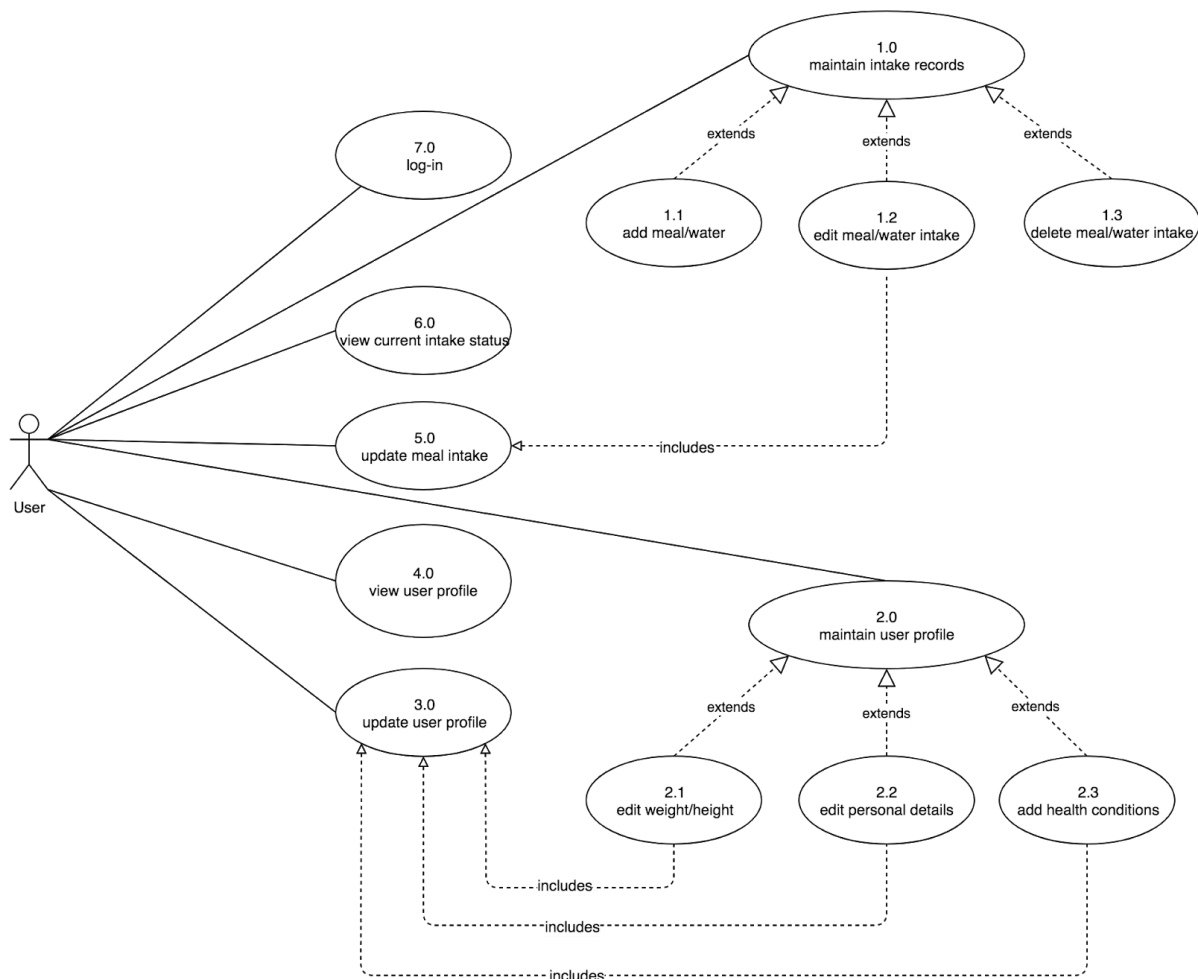 1.0
maintain intake records
7.0
log-in
extends
extends
extends
1.1
add meal/water
1.2
edit meal/water intake
1.3
delete meal/water intake
6.0
view current intake status
5.0
update meal intake
includes
User
4.0
view user profile
2.0
maintain user profile
3.0
update user profile
extends
extends
extends
2.1
edit weight/height
2.2
edit personal details
2.3
add health conditions
includes
includes
includes